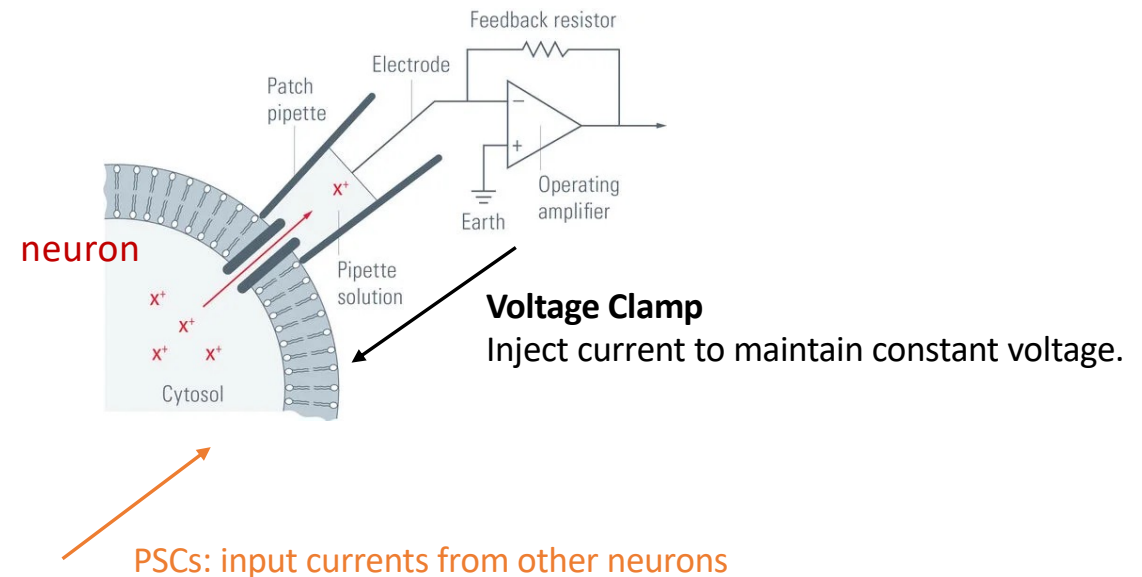 Feedback resistor
Electrode
Patch
pipette
x⁺
−
+
Operating
amplifier
Earth
neuron
Pipette
solution
x⁺
x⁺
x⁺
x⁺
Cytosol
Voltage Clamp
Inject current to maintain constant voltage.
PSCs: input currents from other neurons